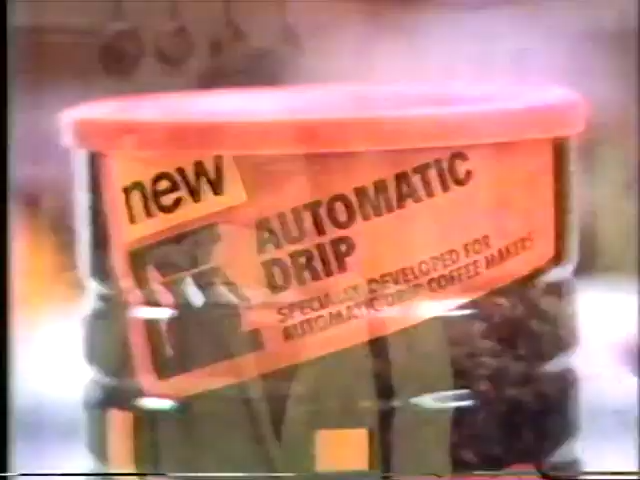 new
AUTOMATIC
DRIP
SPECIALLY DEVELOPED FOR
AUTOMATIC DRIP COFFEE MAKERS